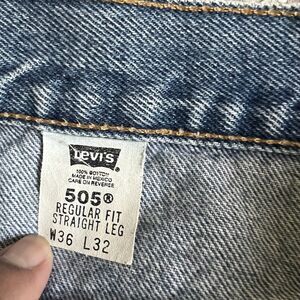 Levi's
100% COTTON
MADE IN MEXICO
CARE ON REVERSE
505®
REGULAR FIT
STRAIGHT LEG
W36 L32